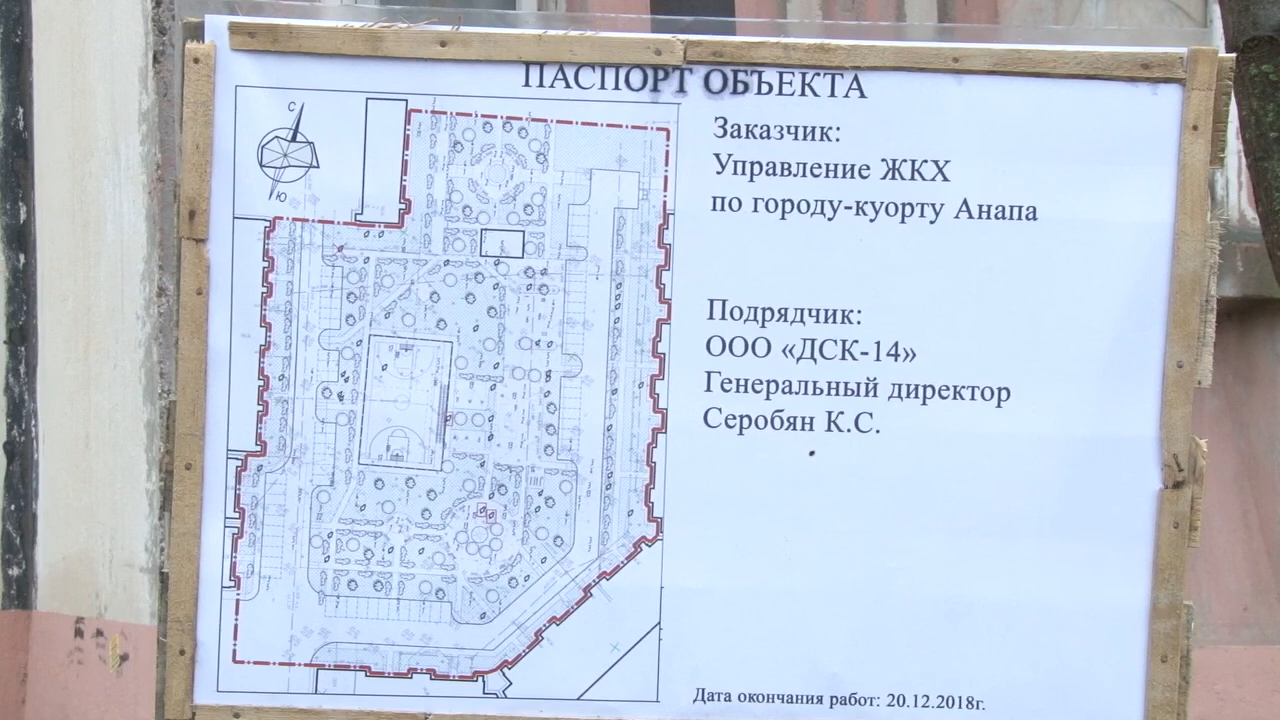 ПАСПОРТ ОБЪЕКТА
С
Ю
Заказчик:
Управление ЖКХ
по городу-куорту Анапа
Подрядчик:
ООО «ДСК-14»
Генеральный директор
Серобян К.С.
Дата окончания работ: 20.12.2018г.